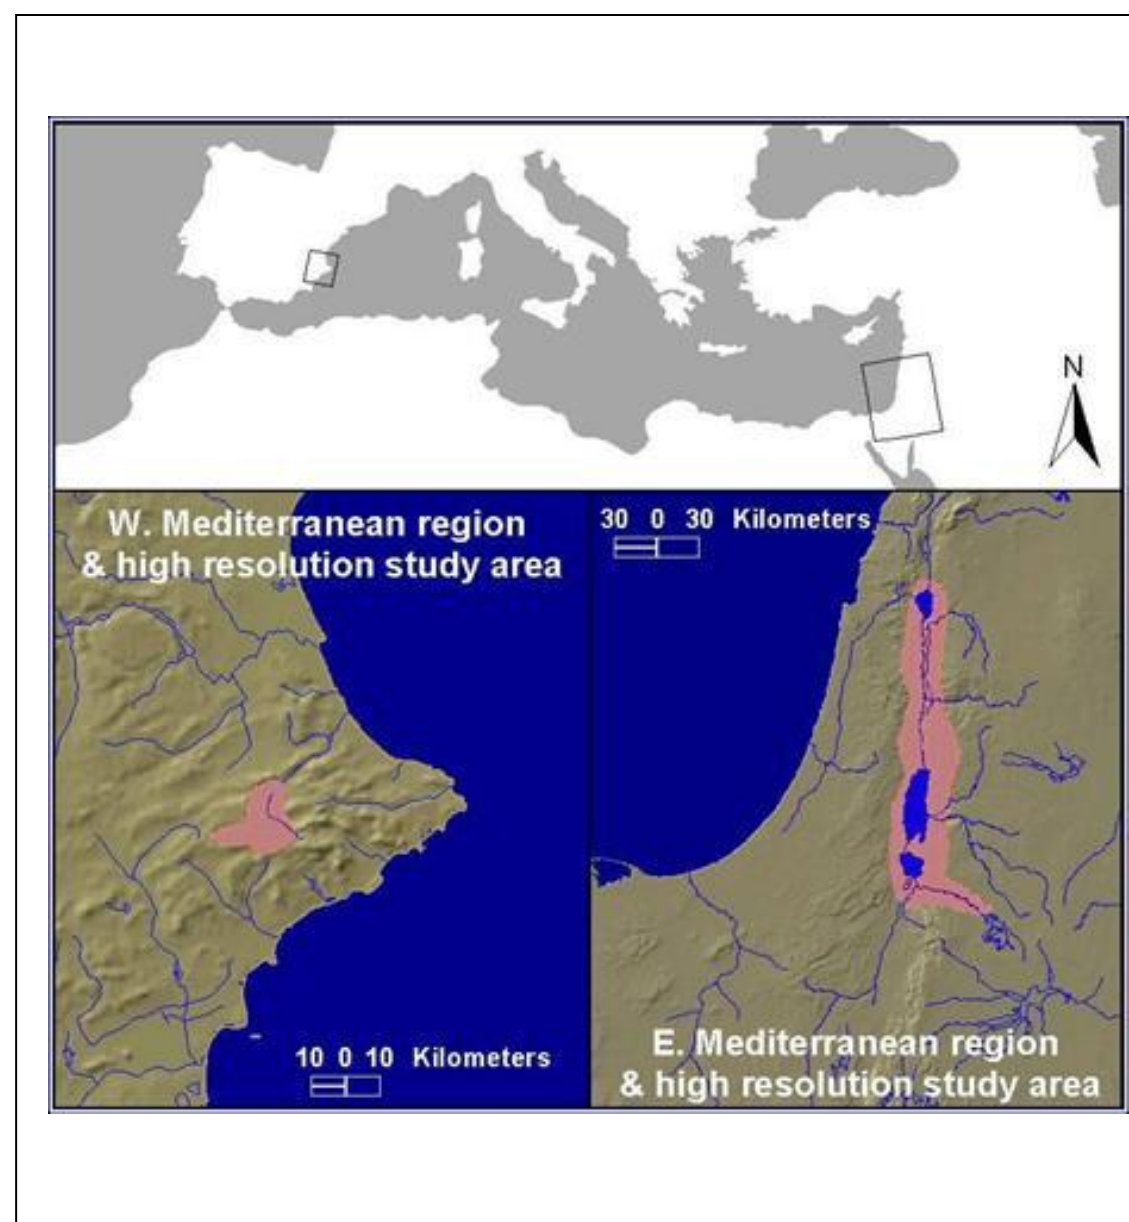 N
W. Mediterranean region
& high resolution study area
30 0 30 Kilometers
10 0 10 Kilometers
E. Mediterranean region
& high resolution study area